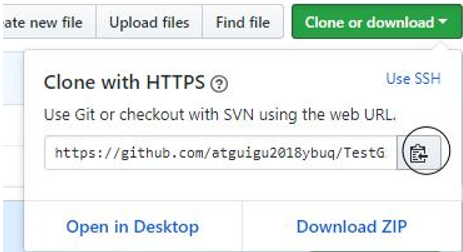 eate new file Upload files Find file Clone or download
Clone with HTTPS ? Use SSH
Use Git or checkout with SVN using the web URL.
https://github.com/atguigu2018ybuq/TestG
Open in Desktop Download ZIP